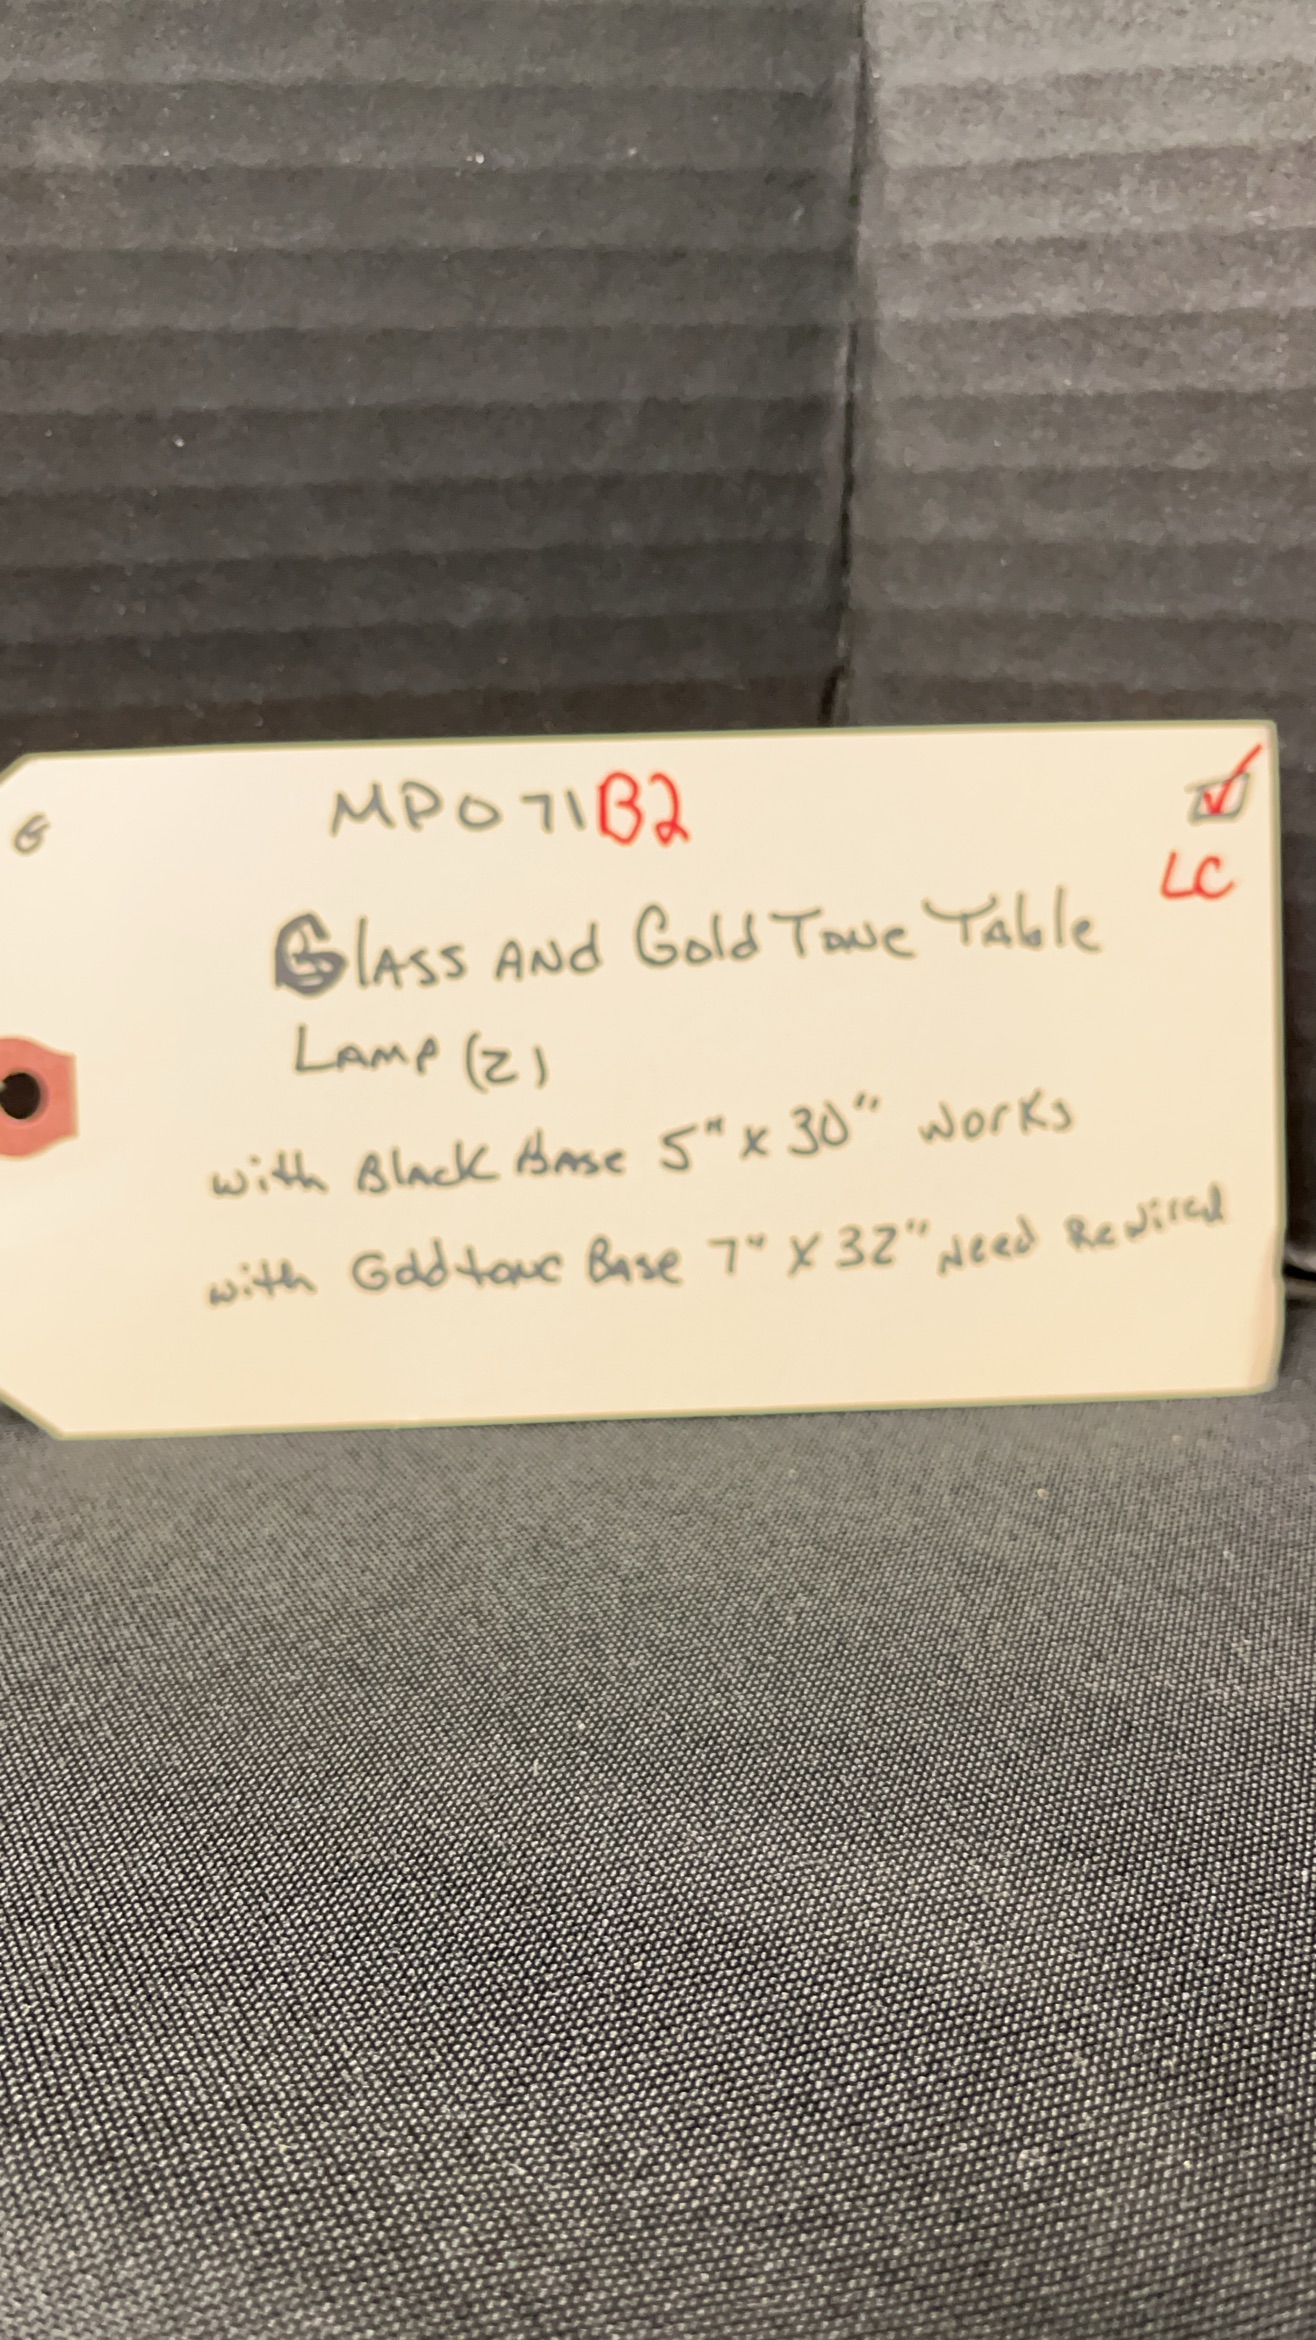 G
MP071B2
☑
LC
Glass AND Gold Tone Table
Lamp (2)
with Black Base 5" x 30" works
with Goldtone Base 7" x 32" Need Rewired